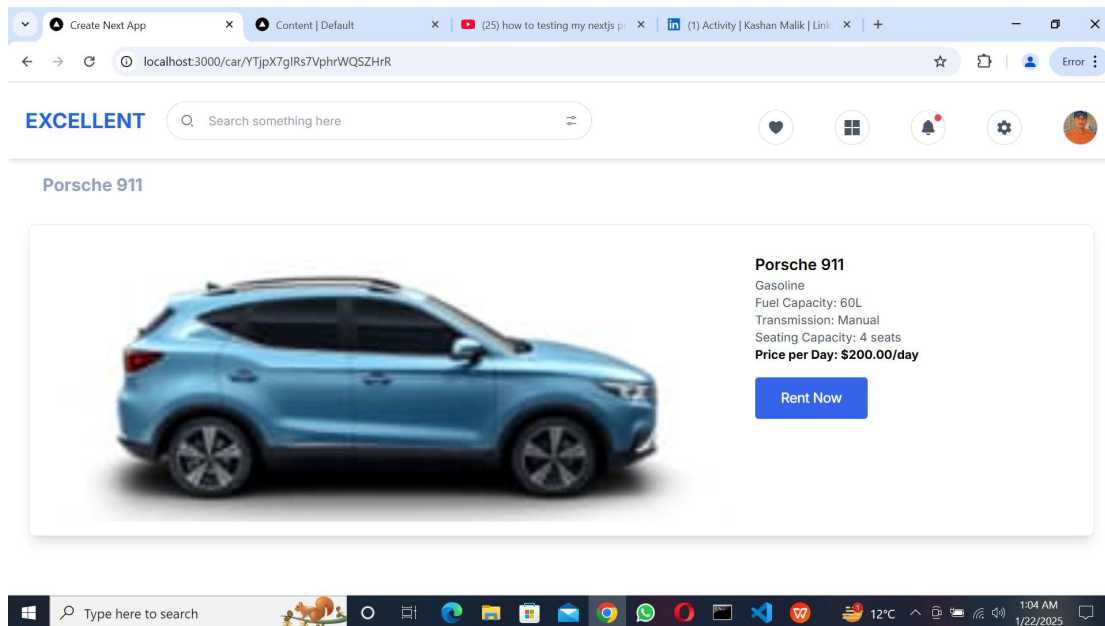 Create Next App
Content | Default
(25) how to testing my nextjs p
(1) Activity | Kashan Malik | Link
localhost:3000/car/YTjpX7gIRs7VphrWQSZHrR
Error
EXCELLENT
Search something here
Porsche 911
Porsche 911
Gasoline
Fuel Capacity: 60L
Transmission: Manual
Seating Capacity: 4 seats
Price per Day: $200.00/day
Rent Now
Type here to search
12°C
1:04 AM
1/22/2025